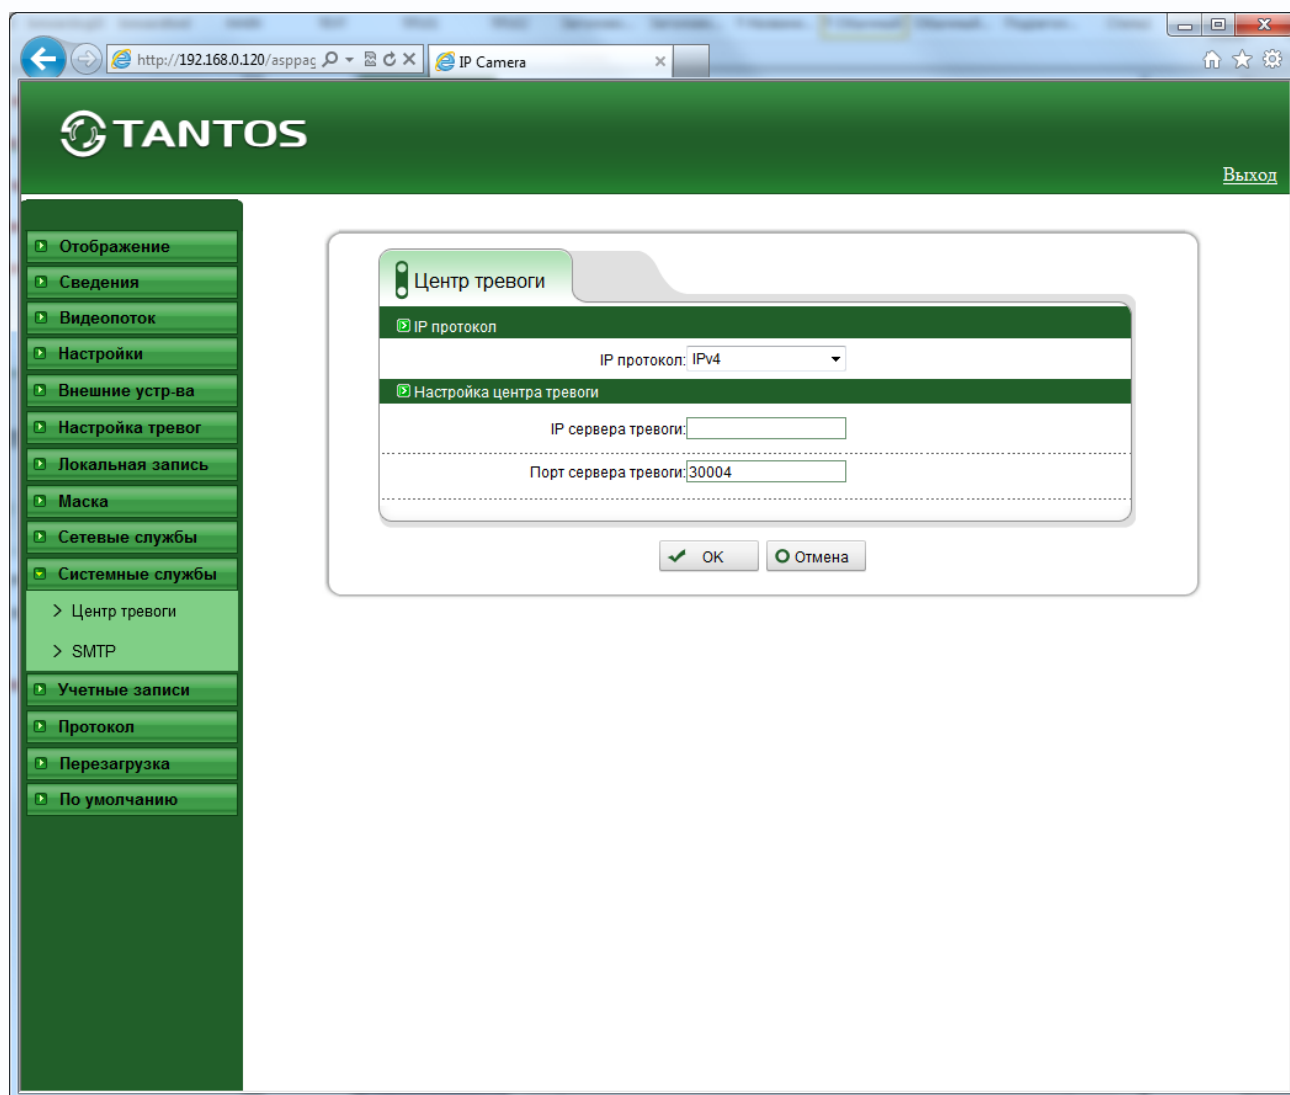 http://192.168.0.120/asppag
IP Camera
TANTOS
Выход
Отображение
Сведения
Видеопоток
Настройки
Внешние устр-ва
Настройка тревог
Локальная запись
Маска
Сетевые службы
Системные службы
Центр тревоги
SMTP
Учетные записи
Протокол
Перезагрузка
По умолчанию
Центр тревоги
IP протокол
IP протокол: IPv4
Настройка центра тревоги
IP сервера тревоги:
Порт сервера тревоги: 30004
OK
Отмена